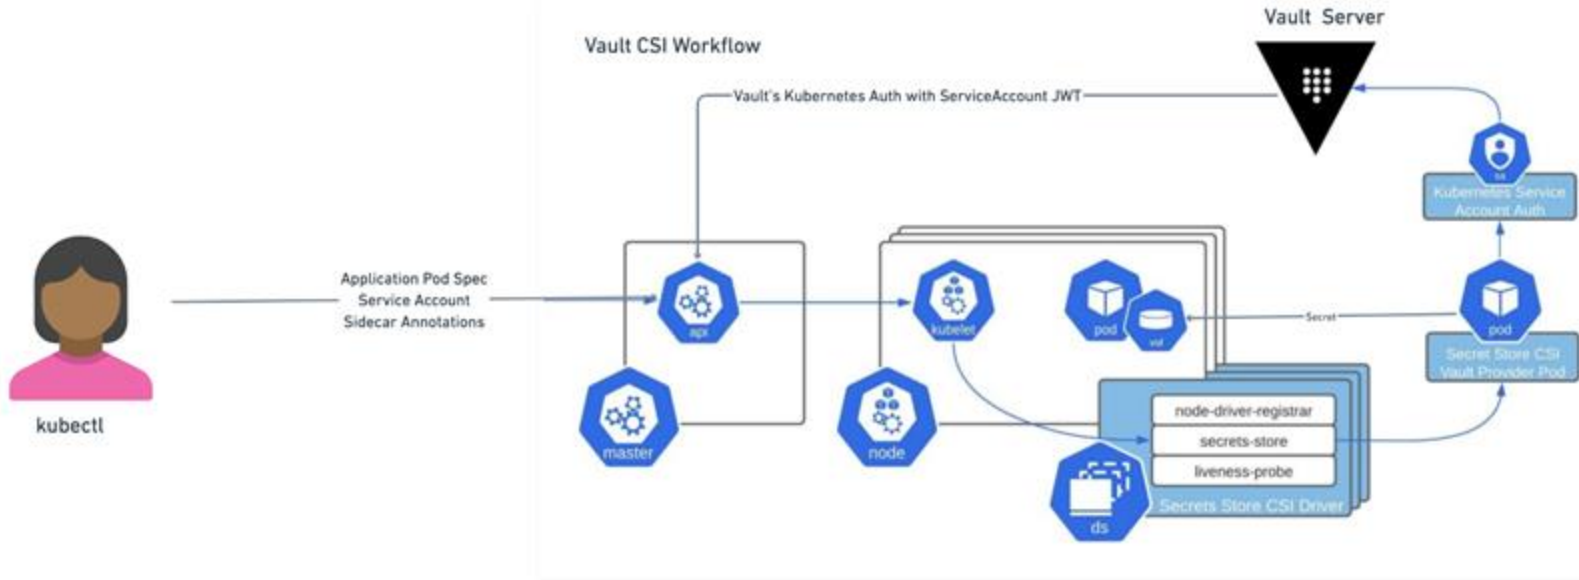 Vault Server
Vault CSI Workflow
Vault's Kubernetes Auth with ServiceAccount JWT
sa
Kubernetes Service
Account Auth
Application Pod Spec
Service Account
Sidecar Annotations
api
kubelet
pod
vol
Secret
pod
Secret Store CSI
Vault Provider Pod
kubectl
master
node
node-driver-registrar
secrets-store
liveness-probe
Secrets Store CSI Driver
ds